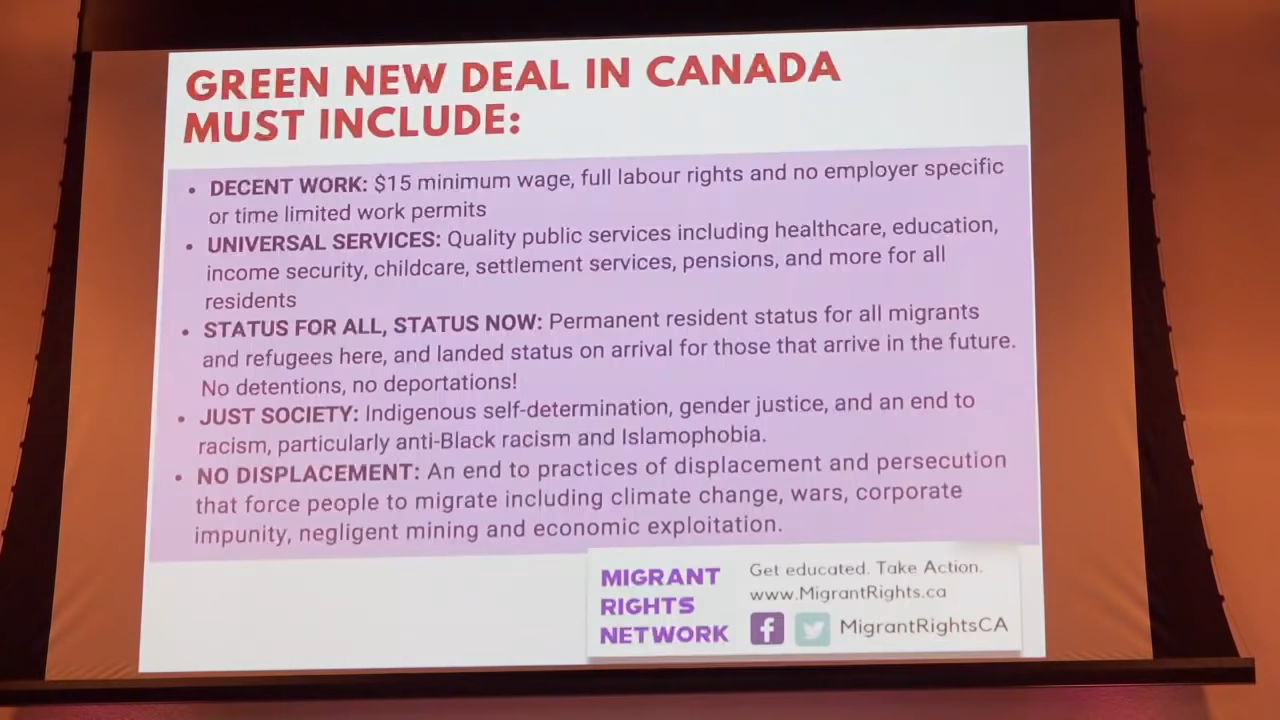 GREEN NEW DEAL IN CANADA
MUST INCLUDE:
• DECENT WORK: $15 minimum wage, full labour rights and no employer specific
or time limited work permits
• UNIVERSAL SERVICES: Quality public services including healthcare, education,
income security, childcare, settlement services, pensions, and more for all
residents
• STATUS FOR ALL, STATUS NOW: Permanent resident status for all migrants
and refugees here, and landed status on arrival for those that arrive in the future.
No detentions, no deportations!
• JUST SOCIETY: Indigenous self-determination, gender justice, and an end to
racism, particularly anti-Black racism and Islamophobia.
• NO DISPLACEMENT: An end to practices of displacement and persecution
that force people to migrate including climate change, wars, corporate
impunity, negligent mining and economic exploitation.
MIGRANT
RIGHTS
NETWORK
Get educated. Take Action.
www.MigrantRights.ca
MigrantRightsCA